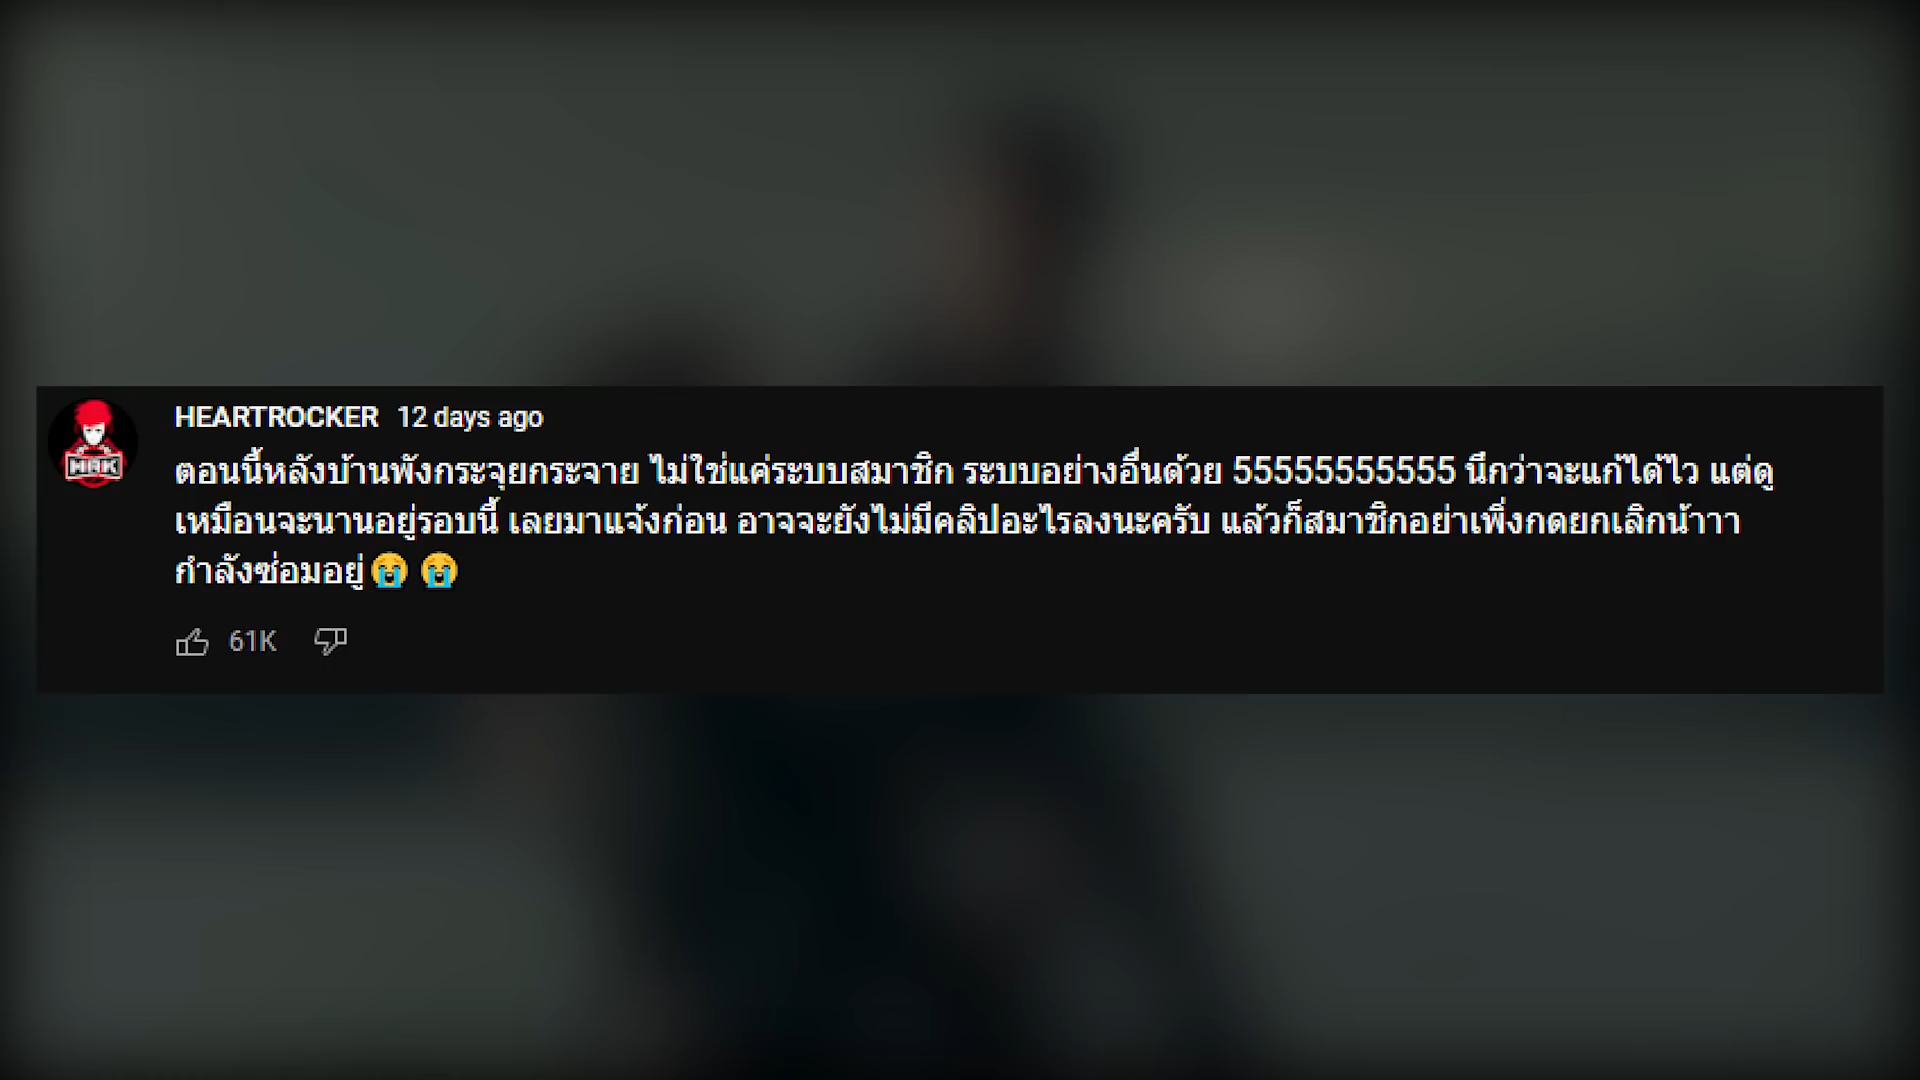 HEARTROCKER 12 days ago
ตอนนี้หลังบ้านพังกระจุยกระจาย ไม่ใช่แค่ระบบสมาชิก ระบบอย่างอื่นด้วย 55555555555 นึกว่าจะแก้ได้ไว แต่ดู
เหมือนจะนานอยู่รอบนี้ เลยมาแจ้งก่อน อาจจะยังไม่มีคลิปอะไรลงนะครับ แล้วก็สมาชิกอย่าเพิ่งกดยกเลิกน้าาา
กำลังซ่อมอยู่😭 😭
61K
HRK